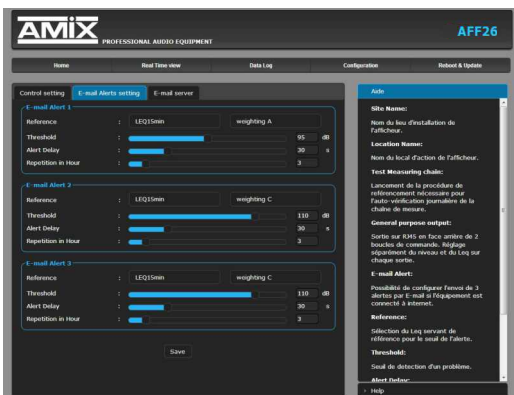 AMIX PROFESSIONAL AUDIO EQUIPMENT
AFF26
Home Real Time view Data Log Configuration Reboot & Update
Control setting E-mail Alerts setting E-mail server
E-mail Alert 1
Reference : LEQ15min weighting A
Threshold : 95 dB
Alert Delay : 30 s
Repetition in Hour : 3
E-mail Alert 2
Reference : LEQ15min weighting C
Threshold : 110 dB
Alert Delay : 30 s
Repetition in Hour : 3
E-mail Alert 3
Reference : LEQ15min weighting C
Threshold : 110 dB
Alert Delay : 30 s
Repetition in Hour : 3
Save
Aide
Site Name:
Nom du lieu d'installation de
l'afficheur.
Location Name:
Nom du local d'action de l'afficheur.
Test Measuring chain:
Lancement de la procédure de
référencement nécessaire pour
l'auto-vérification journalière de la
chaîne de mesure.
General purpose output:
Sortie sur RJ45 en face arrière de 2
boucles de commande. Réglage
séparément du niveau et du Leq sur
chaque sortie.
E-mail Alert:
Possibilité de configurer l'envoi de 3
alertes par E-mail si l'équipement est
connecté à internet.
Reference:
Sélection du Leq servant de
référence pour le seuil de l'alerte.
Threshold:
Seuil de detection d'un problème.
Alert Delay:
Help